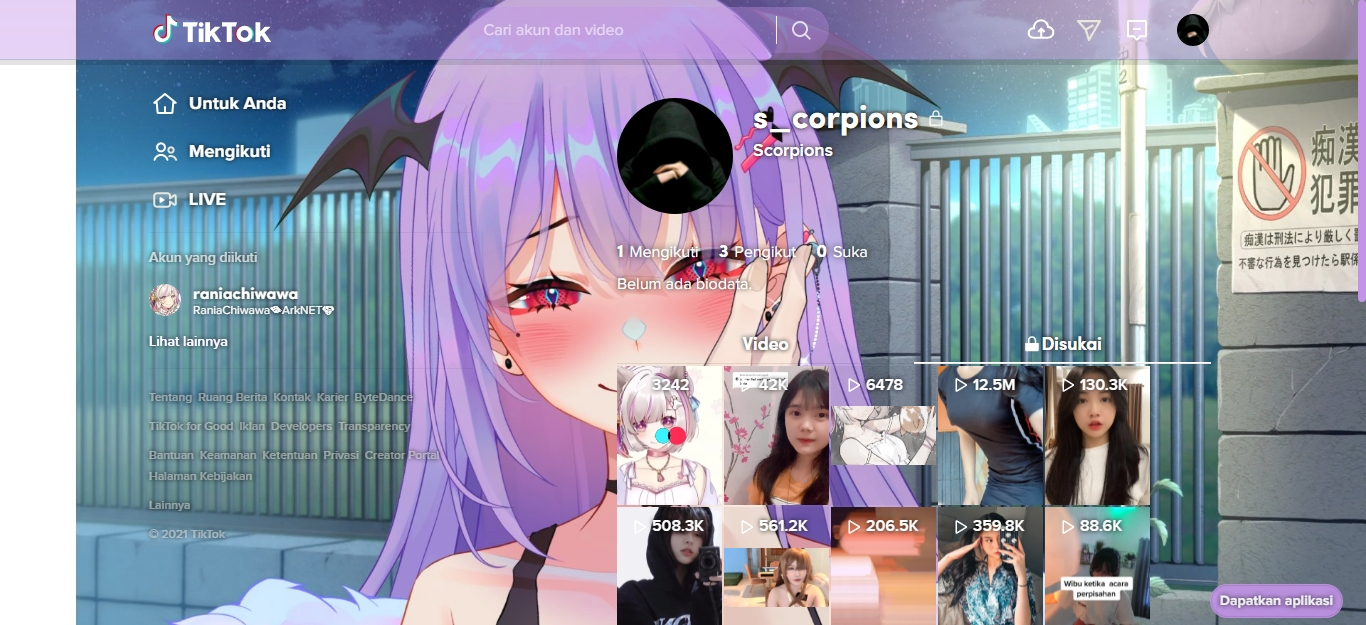 TikTok
Cari akun dan video
Untuk Anda
Mengikuti
LIVE
Akun yang diikuti
raniachiwawa
RaniaChiwawa ArkNET
Lihat lainnya
Tentang Ruang Berita Kontak Karier ByteDance
TikTok for Good Iklan Developers Transparency
Bantuan Keamanan Ketentuan Privasi Creator Portal
Halaman Kebijakan
Lainnya
© 2021 TikTok
s__corpions
Scorpions
1 Mengikuti 3 Pengikut 0 Suka
Belum ada biodata.
Video Disukai
3242 42K 6478 12.5M 130.3K
508.3K 561.2K 206.5K 359.8K 88.6K
Wibu ketika acara
perpisahan
痴漢
犯罪
痴漢は刑法により厳しく
不審な行為を見つけたら駅係
Dapatkan aplikasi